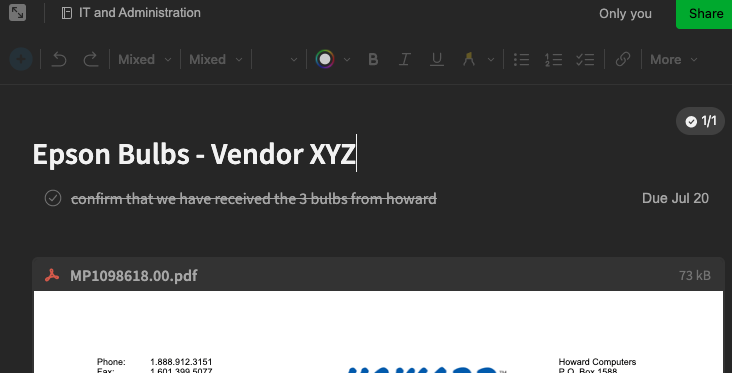 IT and Administration
Only you
Share
Mixed
Mixed
B I U A
More
1/1
Epson Bulbs - Vendor XYZ
confirm that we have received the 3 bulbs from howard
Due Jul 20
MP1098618.00.pdf
73 kB
Phone: 1.888.912.3151
Fax: 1.601.399.5077
HOWARD
TM
Howard Computers
P.O. Box 1588